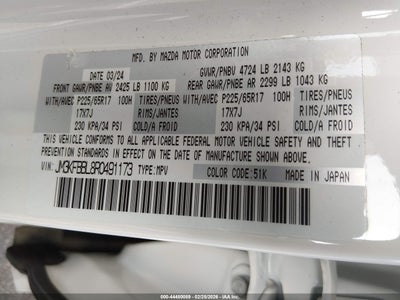 MFD. BY MAZDA MOTOR CORPORATION
DATE 03/24 GVWR/PNBV 4724 LB 2143 KG
FRONT GAWR/PNBE AV 2425 LB 1100 KG REAR GAWR/PNBE AR 2299 LB 1043 KG
WITH/AVEC P225/65R17 100H TIRES/PNEUS WITH/AVEC P225/65R17 100H TIRES/PNEUS
17X7J RIMS/JANTES 17X7J RIMS/JANTES
230 KPA/34 PSI COLD/A FROID 230 KPA/34 PSI COLD/A FROID
THIS VEHICLE CONFORMS TO ALL APPLICABLE FEDERAL MOTOR VEHICLE SAFETY AND
THEFT PREVENTION STANDARDS IN EFFECT ON THE DATE OF MANUFACTURE SHOWN ABOVE.
VIN: JM3KFBBL8R0491173 TYPE:MPV COLOR CODE: 51K MADE IN JAPAN
000-44400089 - 02/20/2026 - IAA Inc.